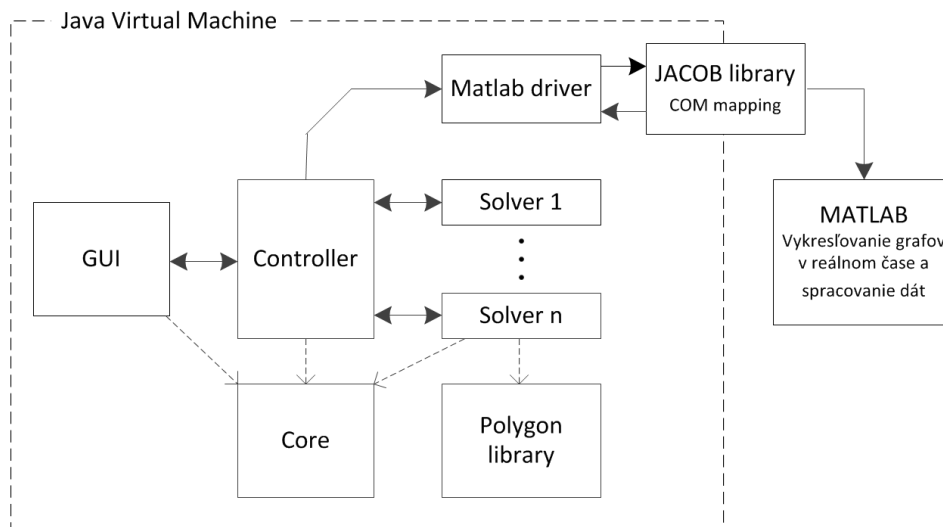 Java Virtual Machine
Matlab driver
JACOB library
COM mapping
GUI
Controller
Solver 1
Solver n
MATLAB
Vykresľovanie grafov
v reálnom čase a
spracovanie dát
Core
Polygon
library